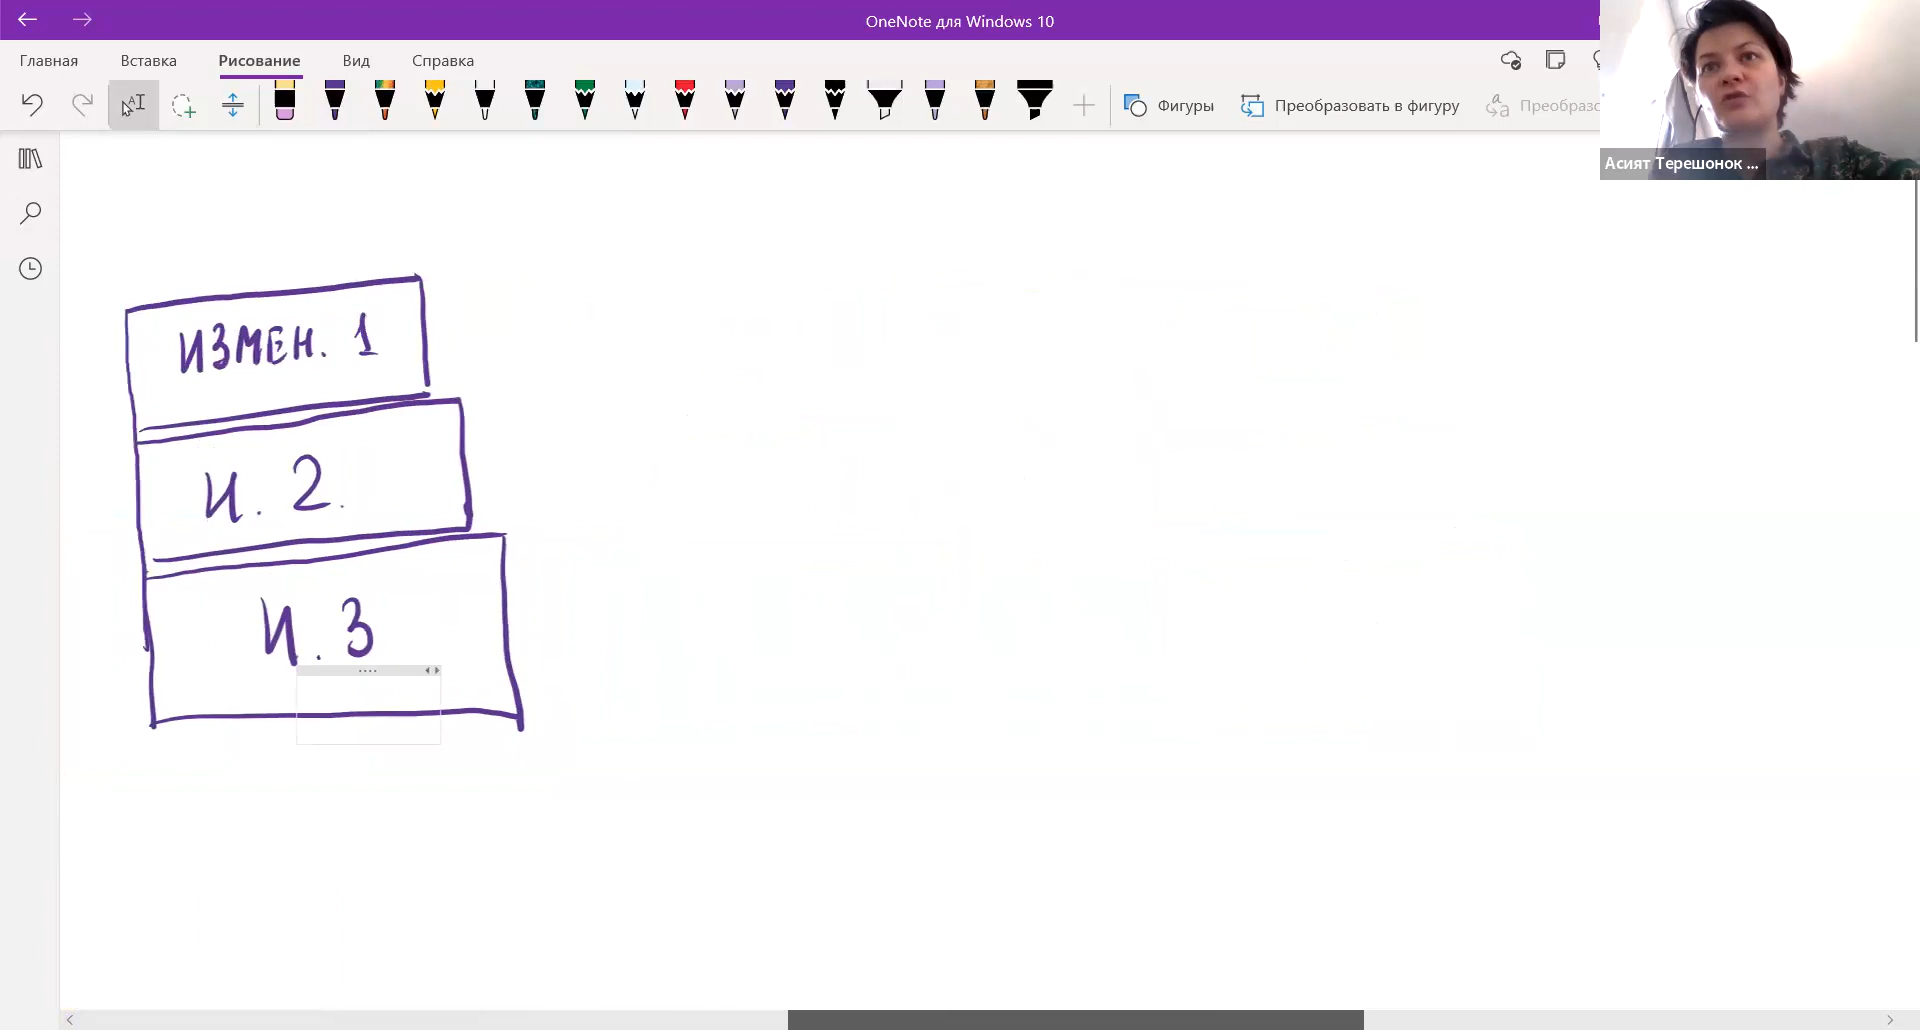 OneNote для Windows 10
Главная Вставка Рисование Вид Справка
Фигуры Преобразовать в фигуру
Асият Терешонок ...
ИЗМЕН. 1
И. 2.
И. 3